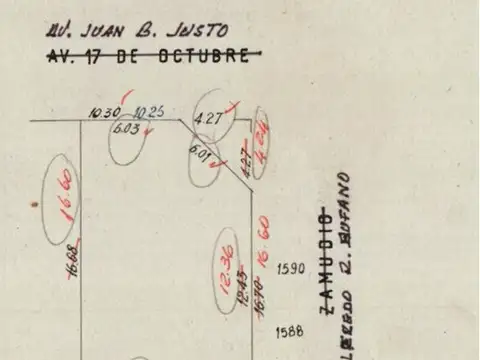 AV. JUAN B. JUSTO
AV. 17 DE OCTUBRE
10.30 10.25 4.27
6.03 6.01 4.27 4.24
16.60
16.68
12.36 12.43 16.70 16.60
1590
1588
ZAMUDIO
ALFREDO R. BUFANO